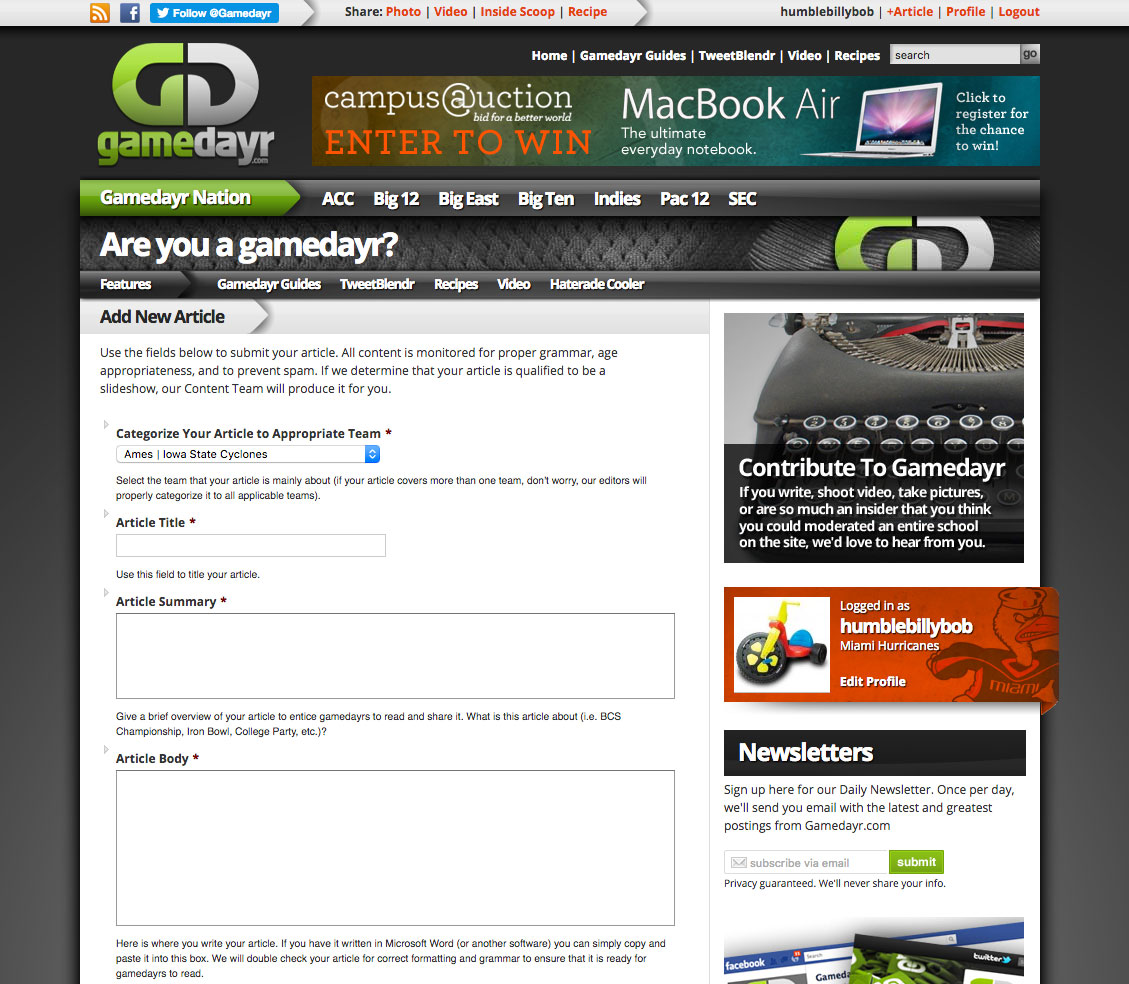 Follow @Gamedayr
Share: Photo | Video | Inside Scoop | Recipe
humblebillybob | +Article | Profile | Logout
GD
gamedayr
.com
Home | Gamedayr Guides | TweetBlendr | Video | Recipes
search
go
campus@uction
bid for a better world
ENTER TO WIN
MacBook Air
The ultimate
everyday notebook.
Click to
register for
the chance
to win!
Gamedayr Nation
ACC Big 12 Big East Big Ten Indies Pac 12 SEC
Are you a gamedayr?
Features
Gamedayr Guides TweetBlendr Recipes Video Haterade Cooler
Add New Article
Use the fields below to submit your article. All content is monitored for proper grammar, age
appropriateness, and to prevent spam. If we determine that your article is qualified to be a
slideshow, our Content Team will produce it for you.
Categorize Your Article to Appropriate Team *
Ames | Iowa State Cyclones
Select the team that your article is mainly about (if your article covers more than one team, don't worry, our editors will
properly categorize it to all applicable teams).
Article Title *
Use this field to title your article.
Article Summary *
Give a brief overview of your article to entice gamedayrs to read and share it. What is this article about (i.e. BCS
Championship, Iron Bowl, College Party, etc.)?
Article Body *
Here is where you write your article. If you have it written in Microsoft Word (or another software) you can simply copy and
paste it into this box. We will double check your article for correct formatting and grammar to ensure that it is ready for
gamedayrs to read.
Contribute To Gamedayr
If you write, shoot video, take pictures,
or are so much an insider that you think
you could moderated an entire school
on the site, we'd love to hear from you.
Logged in as
humblebillybob
Miami Hurricanes
Edit Profile
MIAMI
Newsletters
Sign up here for our Daily Newsletter. Once per day,
we'll send you email with the latest and greatest
postings from Gamedayr.com
subscribe via email
submit
Privacy guaranteed. We'll never share your info.
facebook
Search
twitter